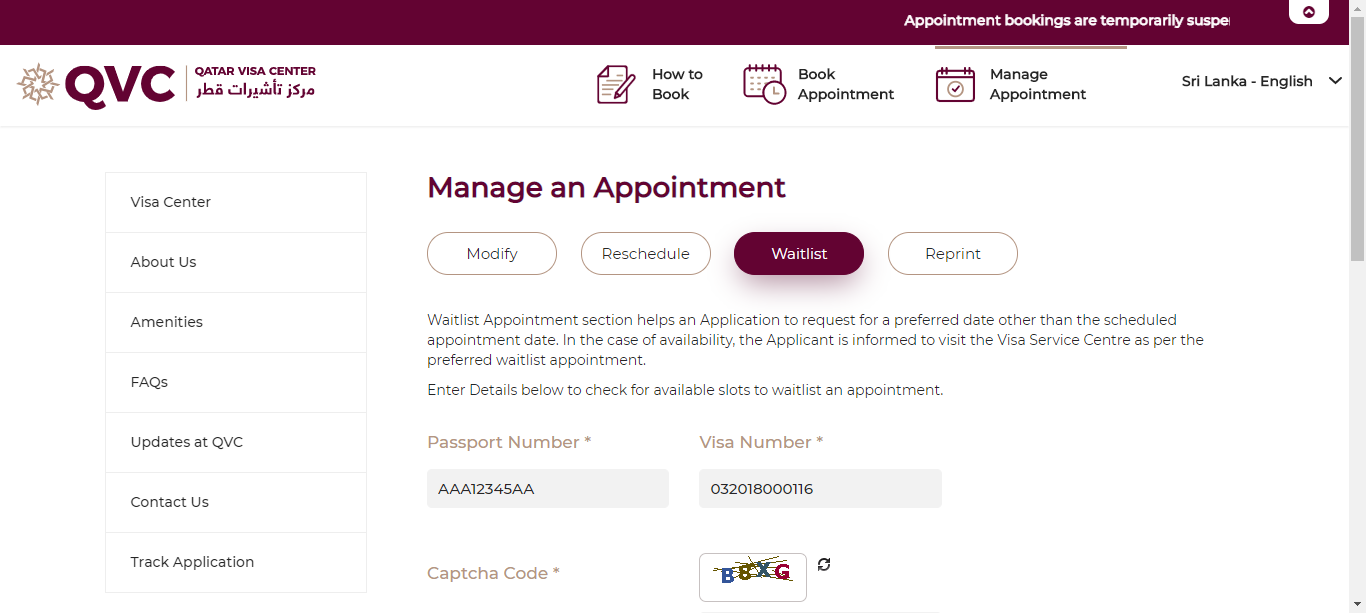 Appointment bookings are temporarily
QVC
QATAR VISA CENTER
مركز تأشيرات قطر
How to
Book
Book
Appointment
Manage
Appointment
Sri Lanka - English
Visa Center
About Us
Amenities
FAQs
Updates at QVC
Contact Us
Track Application
Manage an Appointment
Modify
Reschedule
Waitlist
Reprint
Waitlist Appointment section helps an Application to request for a preferred date other than the scheduled
appointment date. In the case of availability, the Applicant is informed to visit the Visa Service Centre as per the
preferred waitlist appointment.
Enter Details below to check for available slots to waitlist an appointment.
Passport Number *
Visa Number *
AAA12345AA
032018000116
Captcha Code *
B8XG